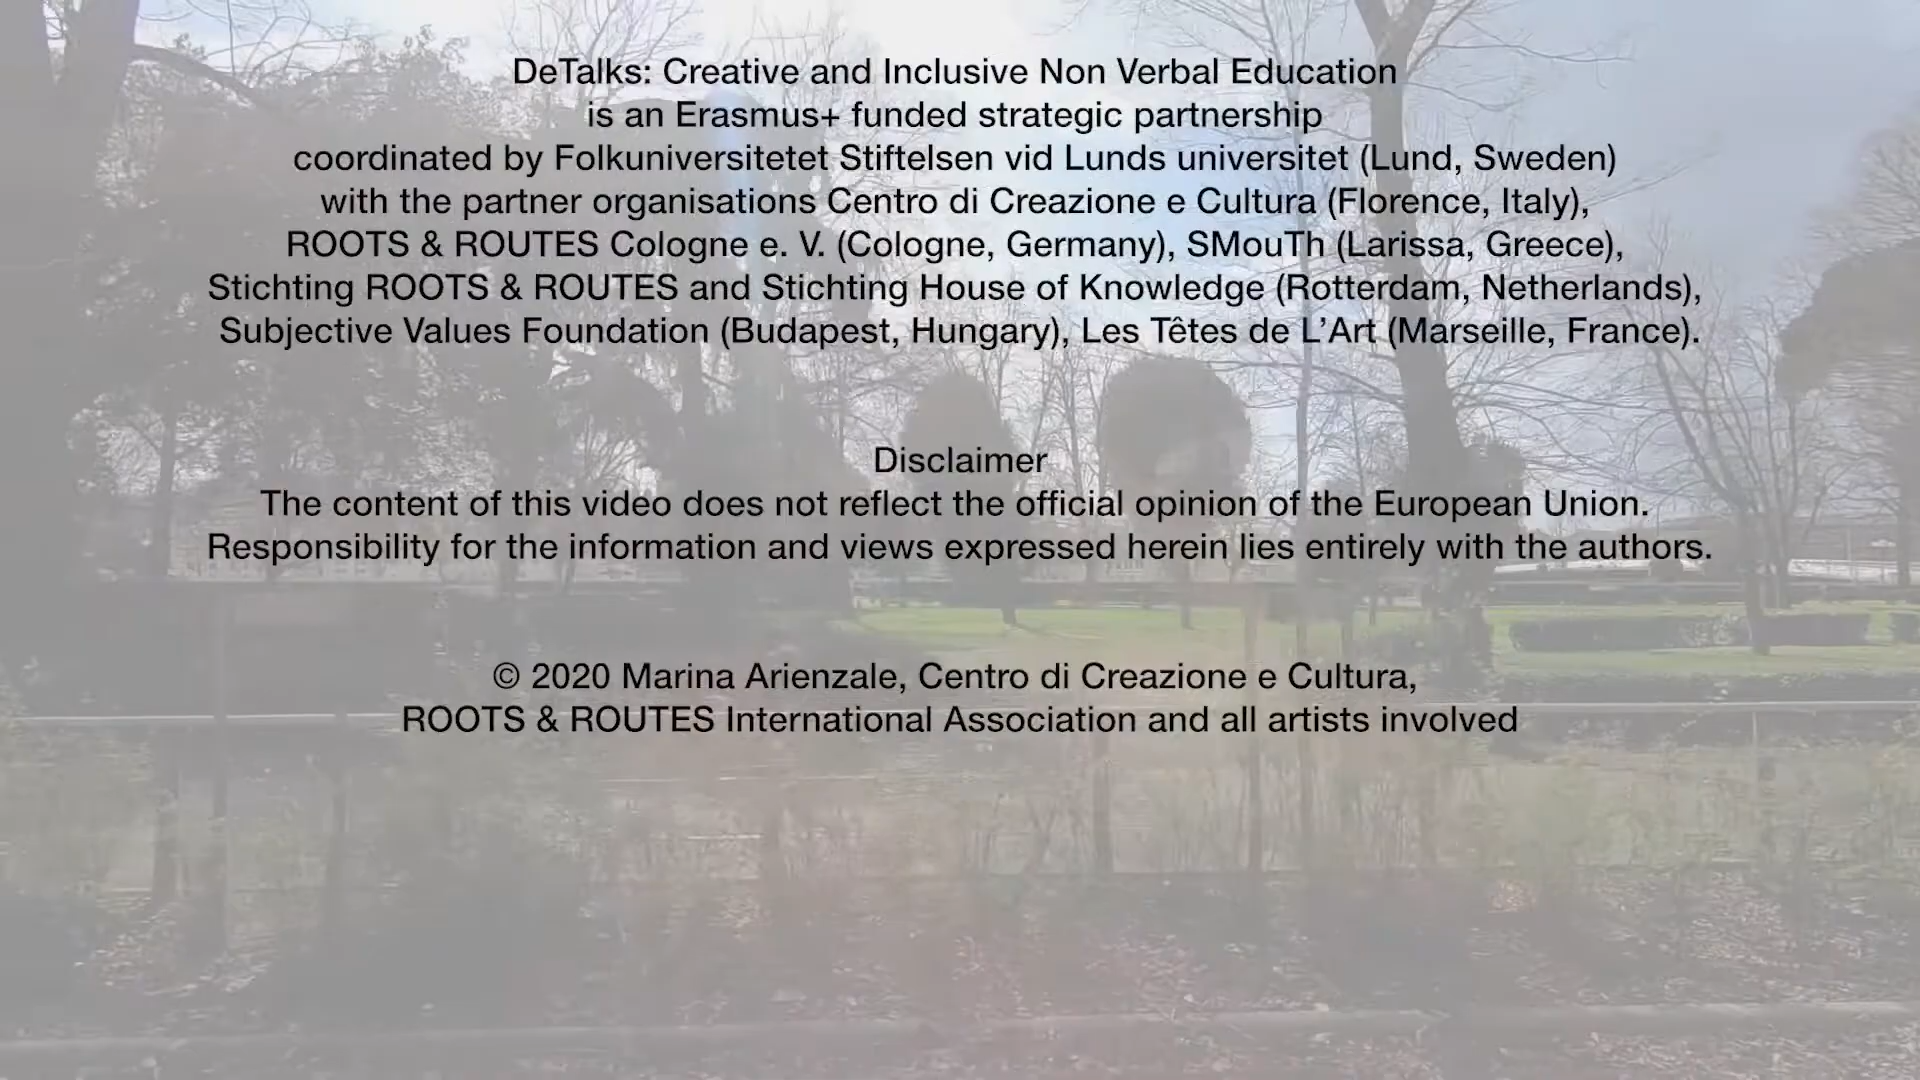 DeTalks: Creative and Inclusive Non Verbal Education
is an Erasmus+ funded strategic partnership
coordinated by Folkuniversitetet Stiftelsen vid Lunds universitet (Lund, Sweden)
with the partner organisations Centro di Creazione e Cultura (Florence, Italy),
ROOTS & ROUTES Cologne e. V. (Cologne, Germany), SMouTh (Larissa, Greece),
Stichting ROOTS & ROUTES and Stichting House of Knowledge (Rotterdam, Netherlands),
Subjective Values Foundation (Budapest, Hungary), Les Têtes de L’Art (Marseille, France).
Disclaimer
The content of this video does not reflect the official opinion of the European Union.
Responsibility for the information and views expressed herein lies entirely with the authors.
© 2020 Marina Arienzale, Centro di Creazione e Cultura,
ROOTS & ROUTES International Association and all artists involved